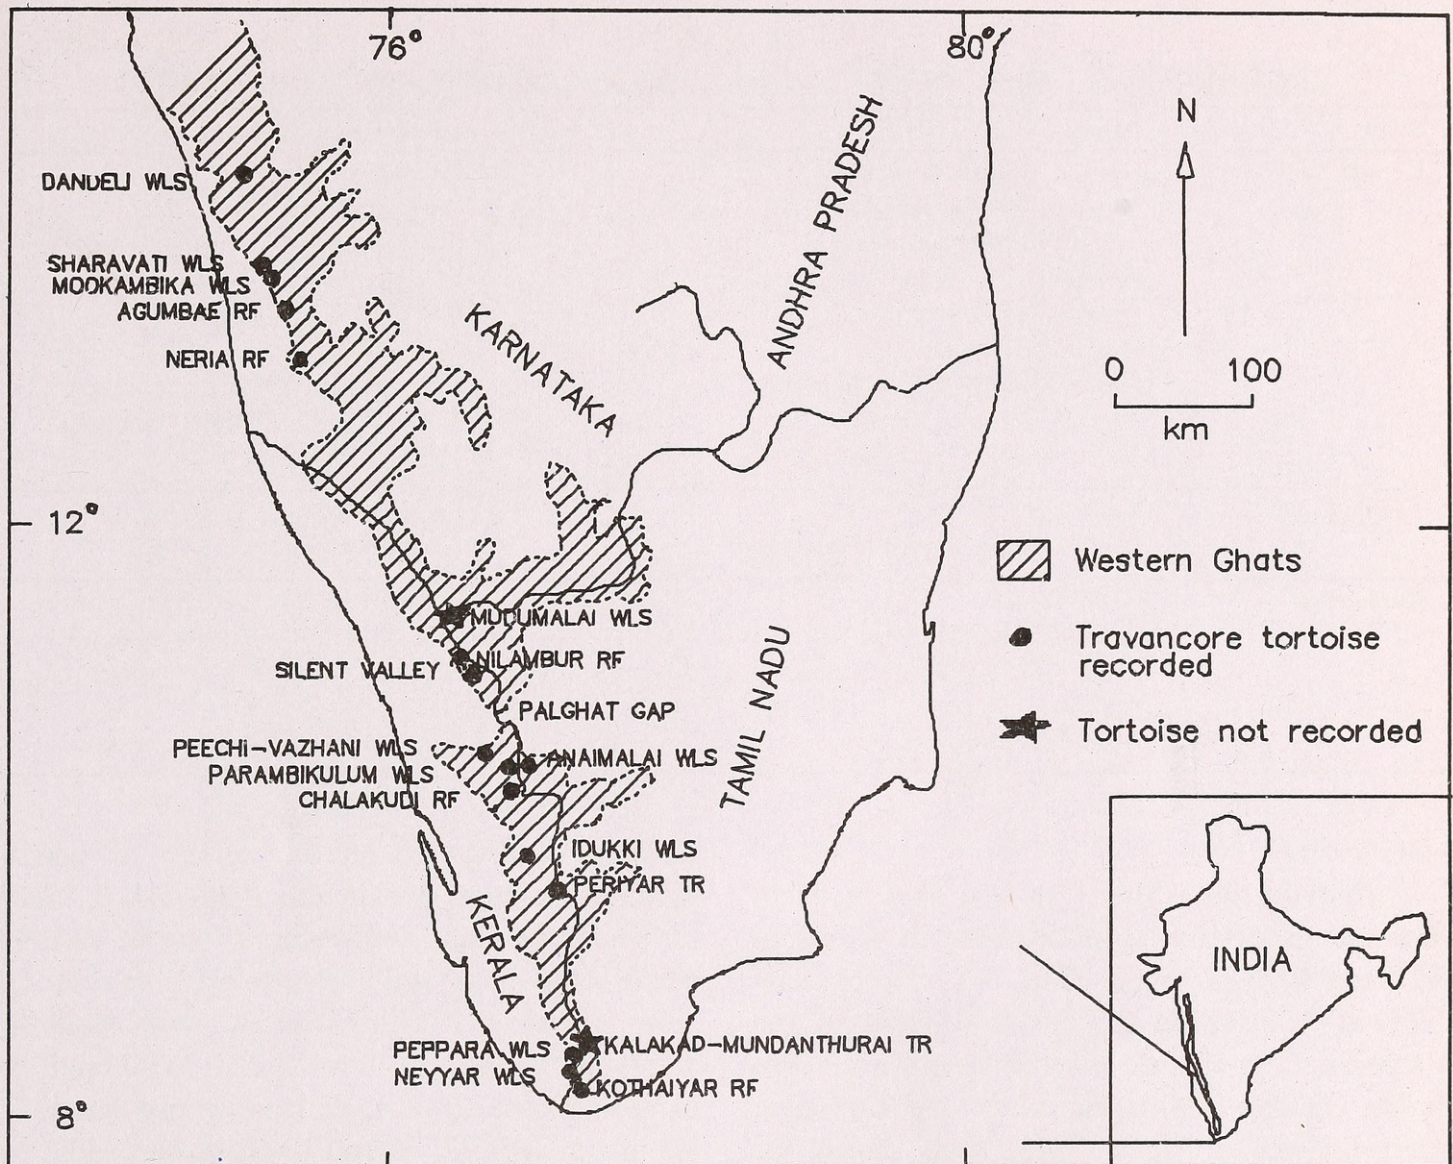 76°
80°
N
ANDHRA PRADESH
DANDELI WLS
SHARAVATI WLS
MOOKAMBIKA WLS
AGUMBAE RF
NERIA RF
KARNATAKA
0 100
km
12°
Western Ghats
MUDUMALAI WLS
NILAMBUR RF
SILENT VALLEY
Travancore tortoise
recorded
TAMIL NADU
PALGHAT GAP
Tortoise not recorded
PEECHI-VAZHANI WLS
ANAIMALAI WLS
PARAMBIKULUM WLS
CHALAKUDI RF
IDUKKI WLS
PERIYAR TR
KERALA
INDIA
KALAKAD-MUNDANTHURAI TR
PEPPARA WLS
NEYYAR WLS
KOTHAIYAR RF
8°